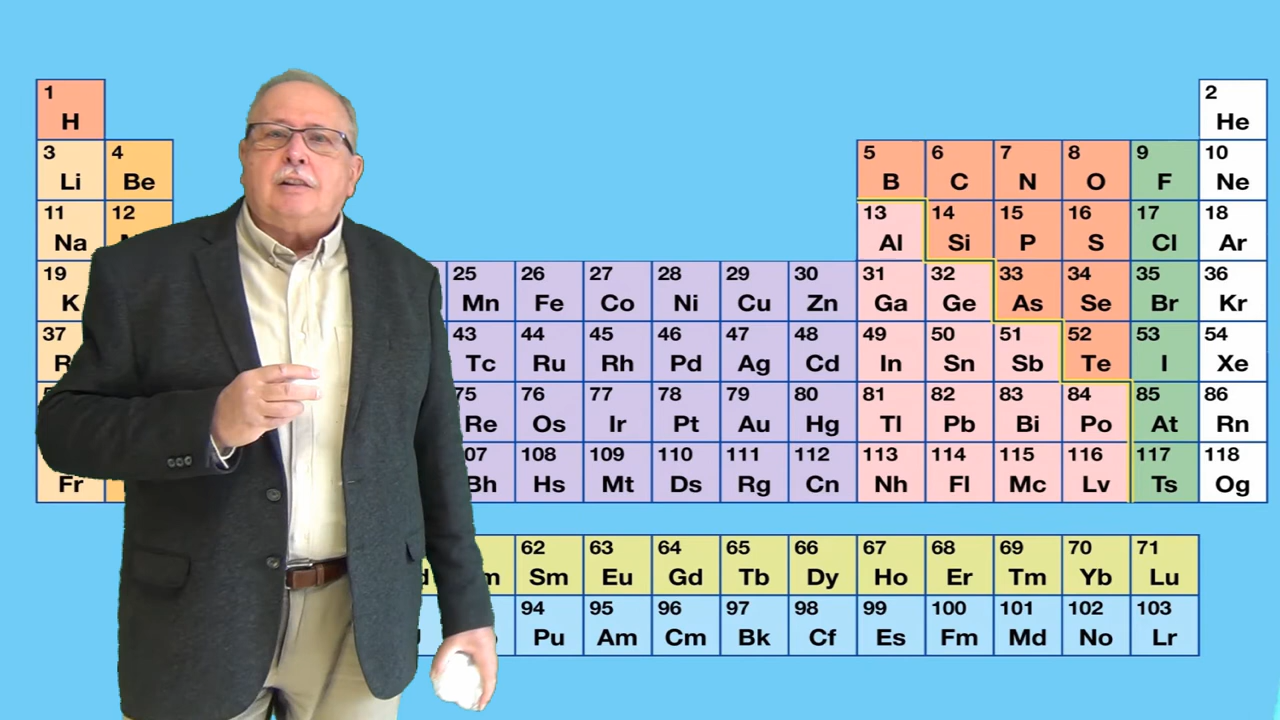 1 2
H He
3 4 5 6 7 8 9 10
Li Be B C N O F Ne
11 12 13 14 15 16 17 18
Na Al Si P S Cl Ar
19 25 26 27 28 29 30 31 32 33 34 35 36
K Mn Fe Co Ni Cu Zn Ga Ge As Se Br Kr
37 43 44 45 46 47 48 49 50 51 52 53 54
Tc Ru Rh Pd Ag Cd In Sn Sb Te I Xe
75 76 77 78 79 80 81 82 83 84 85 86
Re Os Ir Pt Au Hg Tl Pb Bi Po At Rn
108 109 110 111 112 113 114 115 116 117 118
Fr Bh Hs Mt Ds Rg Cn Nh Fl Mc Lv Ts Og
62 63 64 65 66 67 68 69 70 71
Sm Eu Gd Tb Dy Ho Er Tm Yb Lu
94 95 96 97 98 99 100 101 102 103
Pu Am Cm Bk Cf Es Fm Md No Lr